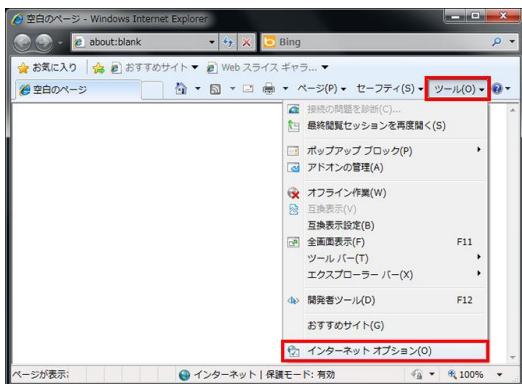 空白のページ - Windows Internet Explorer
about:blank
Bing
お気に入り おすすめサイト ▼ Web スライス ギャラ... ▼
空白のページ ページ(P) セーフティ(S) ツール(O)
接続の問題を診断(C)...
最終閲覧セッションを再度開く(S)
ポップアップ ブロック(P)
アドオンの管理(A)
オフライン作業(W)
互換表示(V)
互換表示設定(B)
全画面表示(F) F11
ツール バー(T)
エクスプローラー バー(X)
開発者ツール(D) F12
おすすめサイト(G)
インターネット オプション(O)
ページが表示: インターネット | 保護モード: 有効 100%